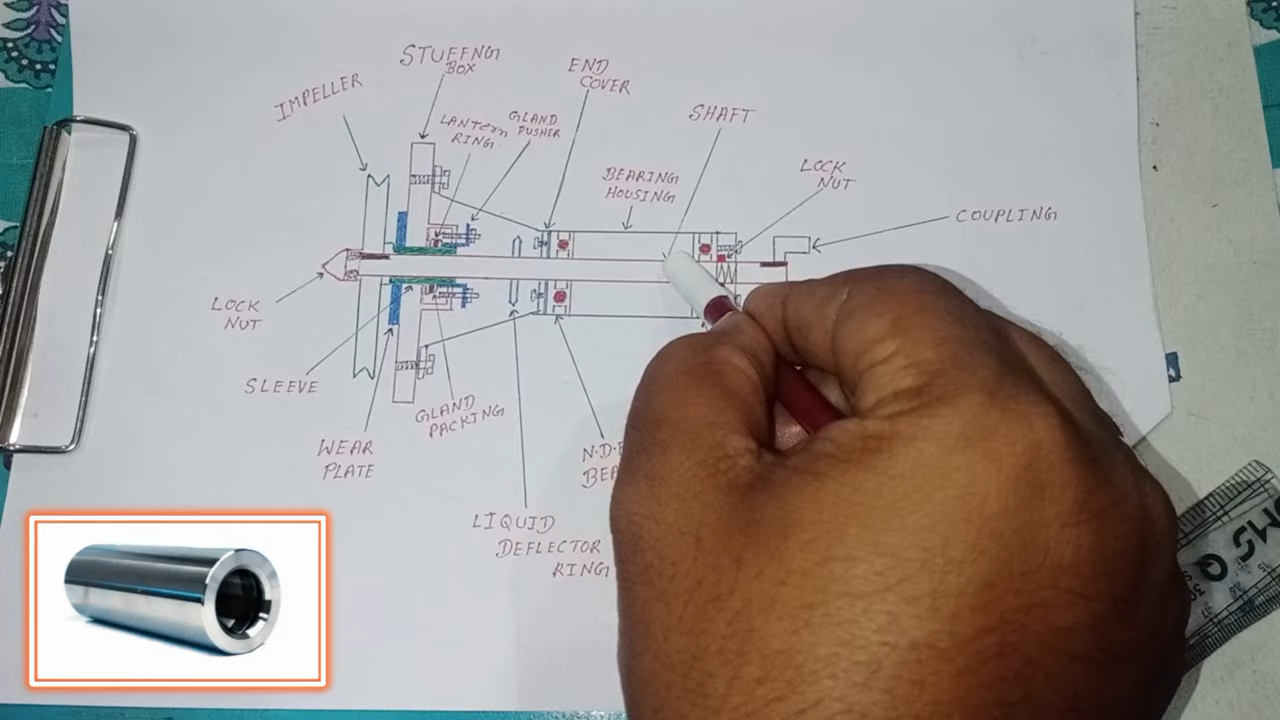 STUFFNG
BOX
END
COVER
IMPELLER
LANTERN
RING
GLAND
PUSHER
SHAFT
BEARING
HOUSING
LOCK
NUT
COUPLING
LOCK
NUT
SLEEVE
GLAND
PACKING
WEAR
PLATE
LIQUID
DEFLECTOR
RING